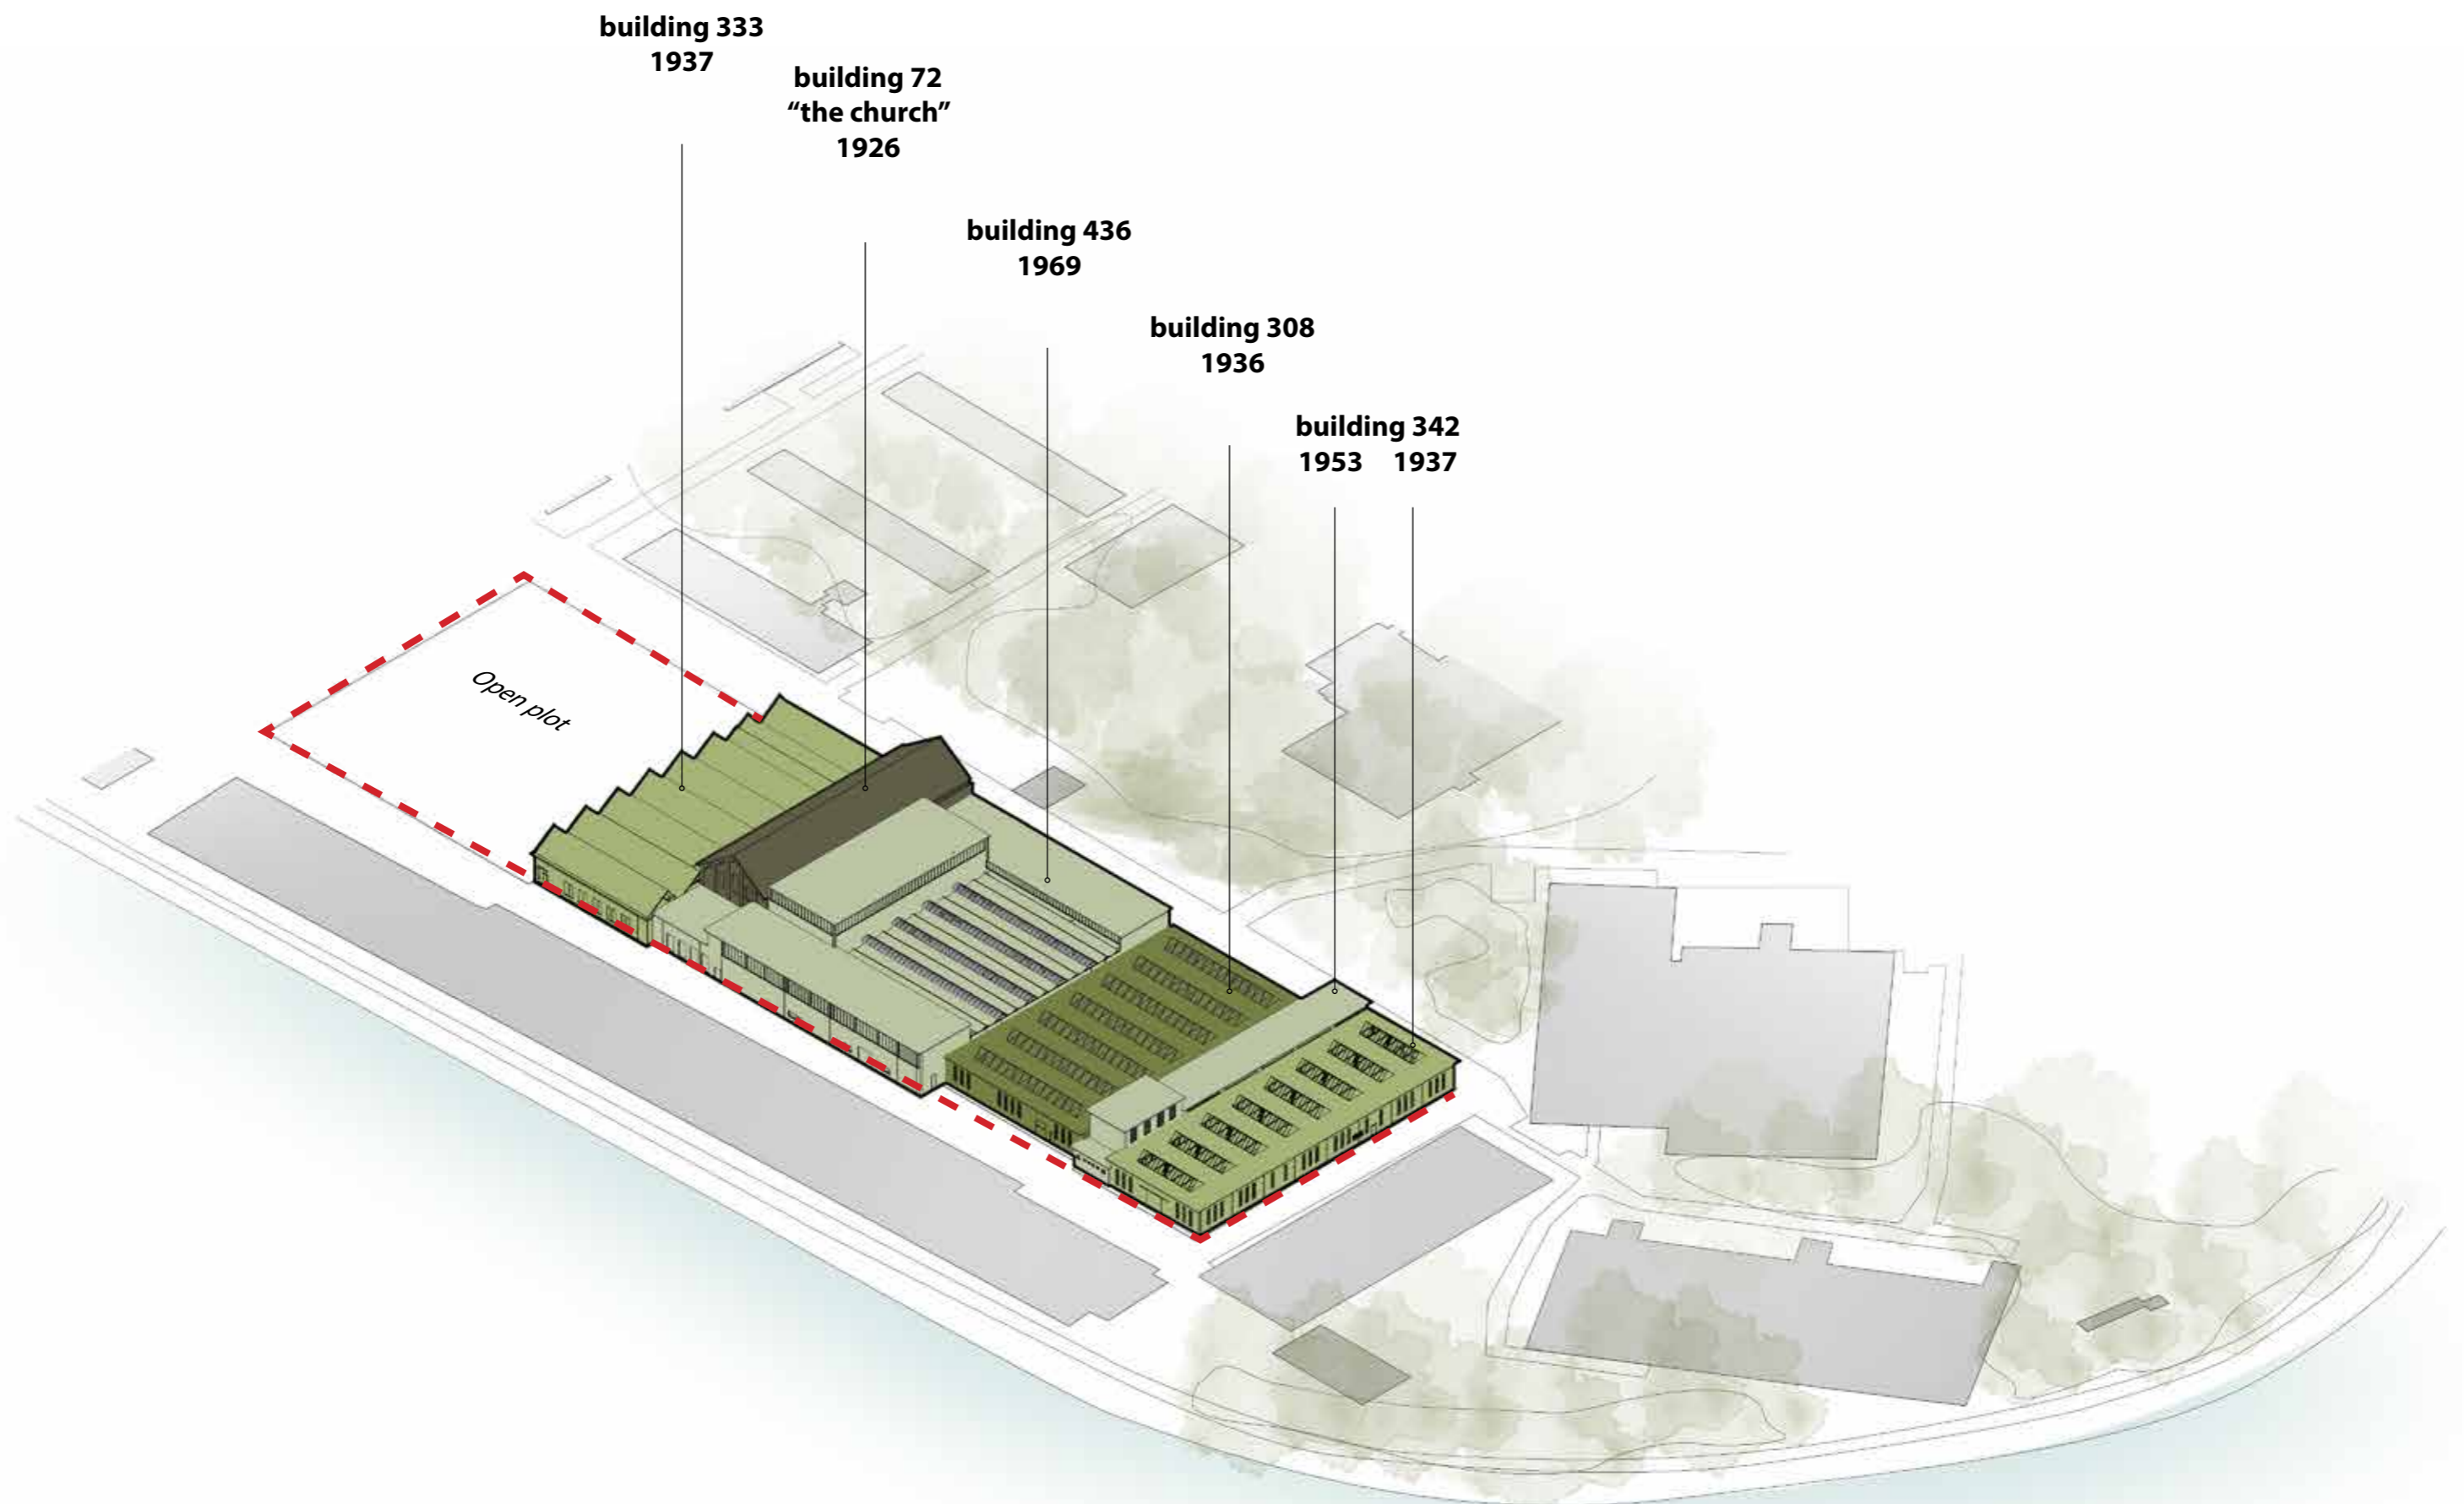 building 333
1937
building 72
“the church”
1926
building 436
1969
building 308
1936
building 342
1953 1937
Open plot